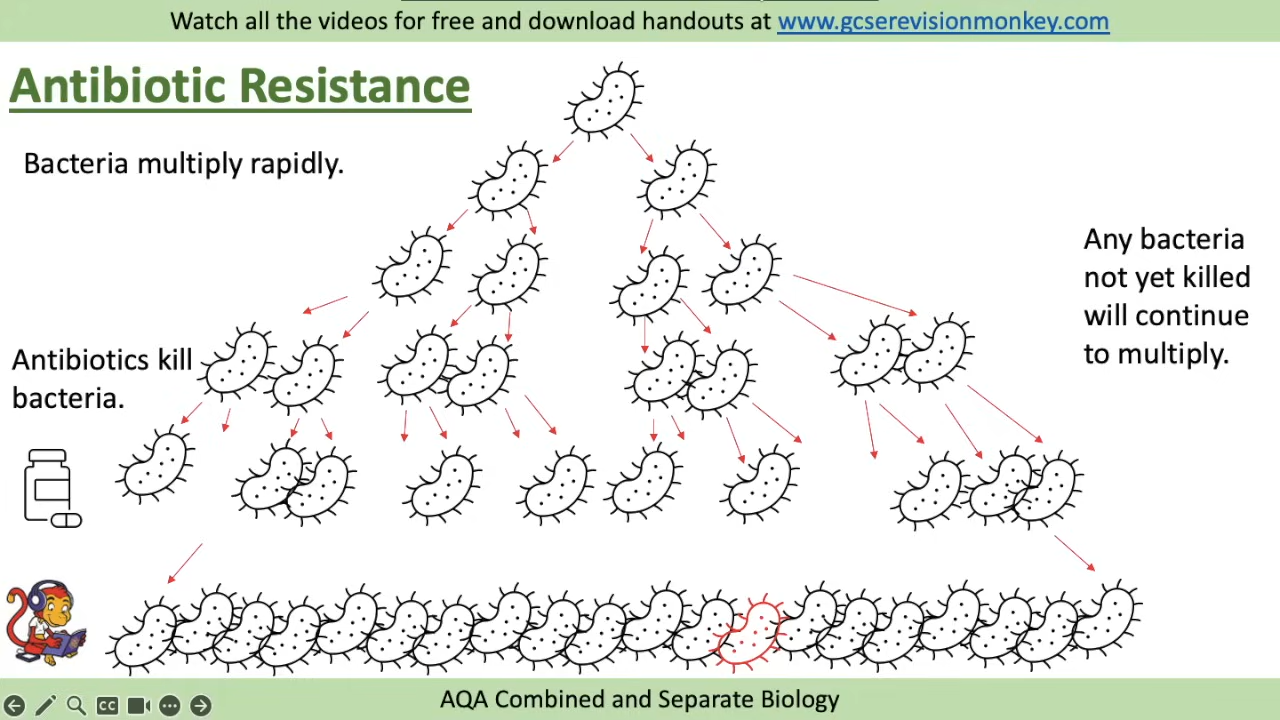 Watch all the videos for free and download handouts at www.gcserevisionmonkey.com
Antibiotic Resistance
Bacteria multiply rapidly.
Any bacteria
not yet killed
will continue
to multiply.
Antibiotics kill
bacteria.
CC
AQA Combined and Separate Biology